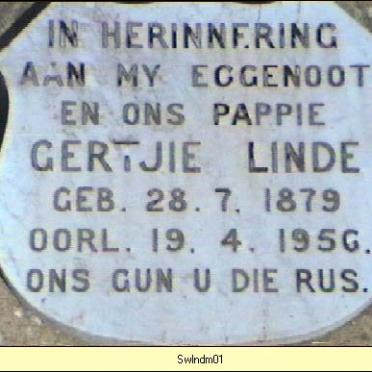 IN HERINNERING
AAN MY EGGENOOT
EN ONS PAPPIE
GERTJIE LINDE
GEB. 28. 7. 1879
OORL. 19. 4. 1956.
ONS GUN U DIE RUS.
Swlndm01